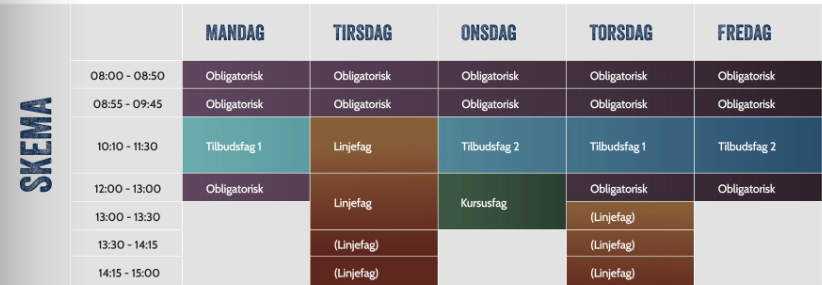 SKEMA
MANDAG TIRSDAG ONSDAG TORSDAG FREDAG
08:00 - 08:50 Obligatorisk Obligatorisk Obligatorisk Obligatorisk Obligatorisk
08:55 - 09:45 Obligatorisk Obligatorisk Obligatorisk Obligatorisk Obligatorisk
10:10 - 11:30 Tilbudsfag 1 Linjefag Tilbudsfag 2 Tilbudsfag 1 Tilbudsfag 2
12:00 - 13:00 Obligatorisk Linjefag Kursusfag Obligatorisk Obligatorisk
13:00 - 13:30 (Linjefag)
13:30 - 14:15 (Linjefag) (Linjefag)
14:15 - 15:00 (Linjefag) (Linjefag)